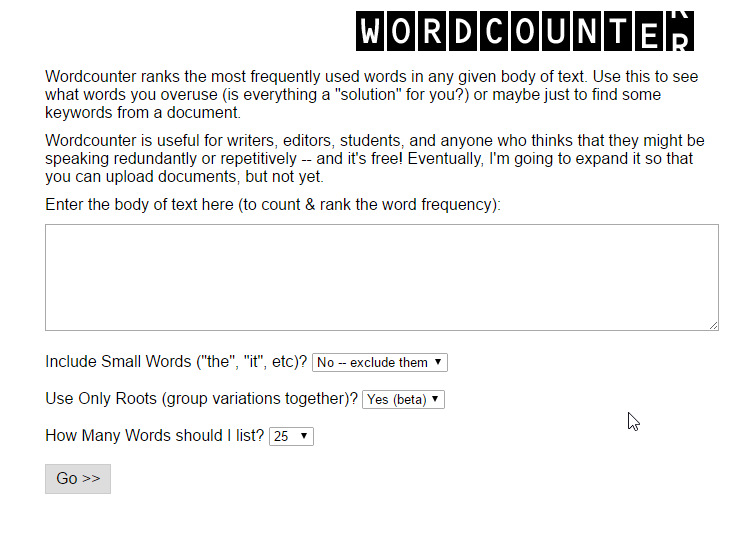 WORDCOUNTER
Wordcounter ranks the most frequently used words in any given body of text. Use this to see
what words you overuse (is everything a "solution" for you?) or maybe just to find some
keywords from a document.
Wordcounter is useful for writers, editors, students, and anyone who thinks that they might be
speaking redundantly or repetitively -- and it's free! Eventually, I'm going to expand it so that
you can upload documents, but not yet.
Enter the body of text here (to count & rank the word frequency):
Include Small Words ("the", "it", etc)? No -- exclude them
Use Only Roots (group variations together)? Yes (beta)
How Many Words should I list? 25
Go >>